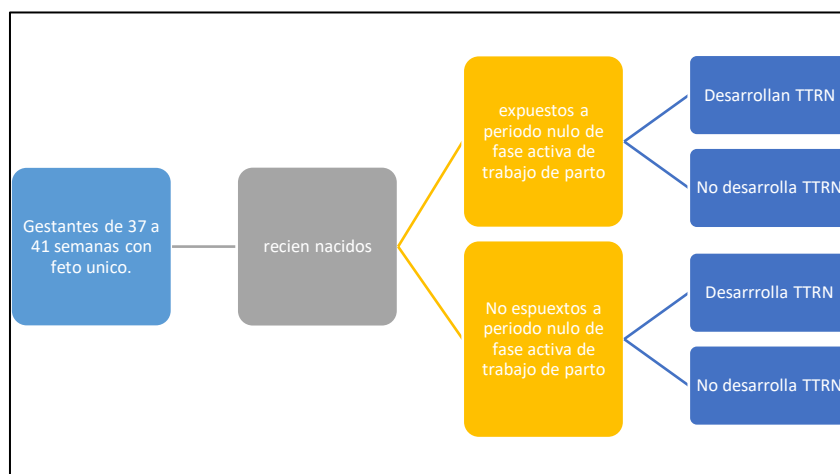 Gestantes de 37 a
41 semanas con
feto unico.
recien nacidos
expuestos a
periodo nulo de
fase activa de
trabajo de parto
No espuextos a
periodo nulo de
fase activa de
trabajo de parto
Desarrollan TTRN
No desarrolla TTRN
Desarrrolla TTRN
No desarrolla TTRN